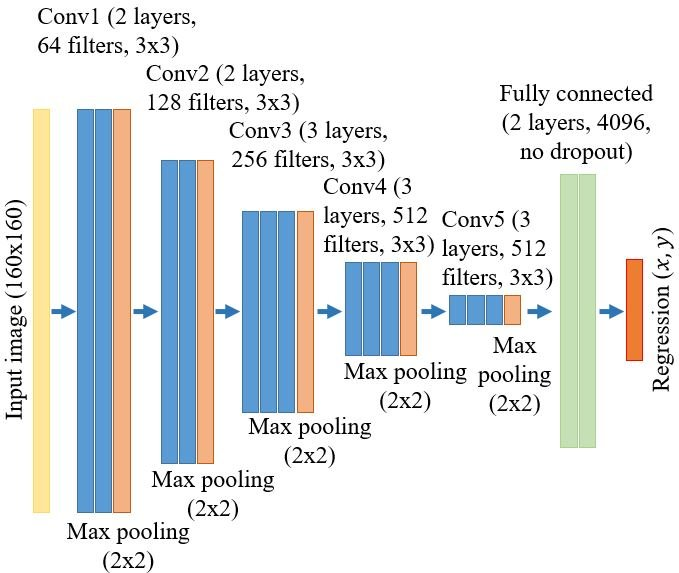 Conv1 (2 layers,
64 filters, 3x3)
Conv2 (2 layers,
128 filters, 3x3)
Conv3 (3 layers,
256 filters, 3x3)
Conv4 (3
layers, 512
filters, 3x3)
Conv5 (3
layers, 512
filters, 3x3)
Fully connected
(2 layers, 4096,
no dropout)
Input image (160x160)
Regression (x, y)
Max pooling
(2x2)
Max pooling
(2x2)
Max pooling
(2x2)
Max pooling
(2x2)
Max
pooling
(2x2)